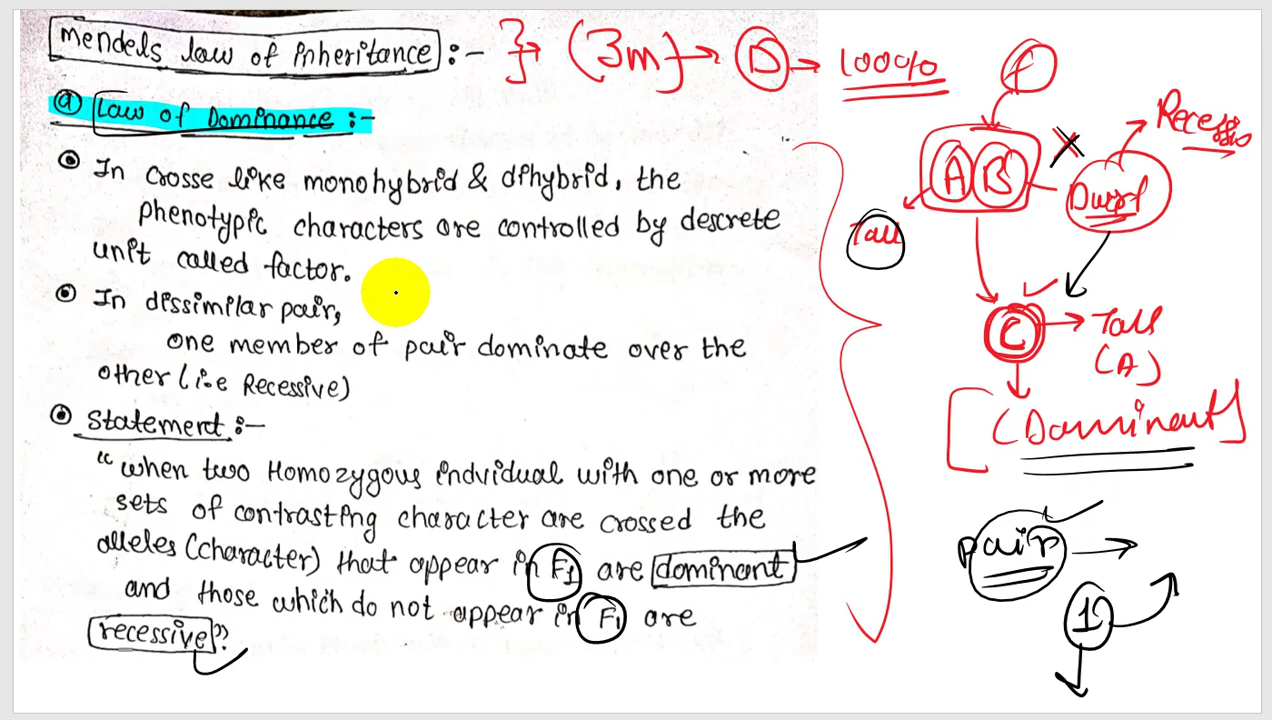 mendels law of inheritance :- } → (3m) → D → 100%
f
ⓐ Law of Dominance :-
A B X Dwarf Recessive
Tall
In crosse like monohybrid & dihybrid, the
phenotypic characters are controlled by descrete
unit called factor.
In dissimilar pair,
one member of pair dominate over the
other (i.e Recessive)
C → Tall
(A)
(Dominent)
Statement :-
"when two Homozygous indvidual with one or more
sets of contrasting character are crossed the
alleles (character) that appear in F1 are dominant
and those which do not appear in F1 are
recessive"
pair →
1